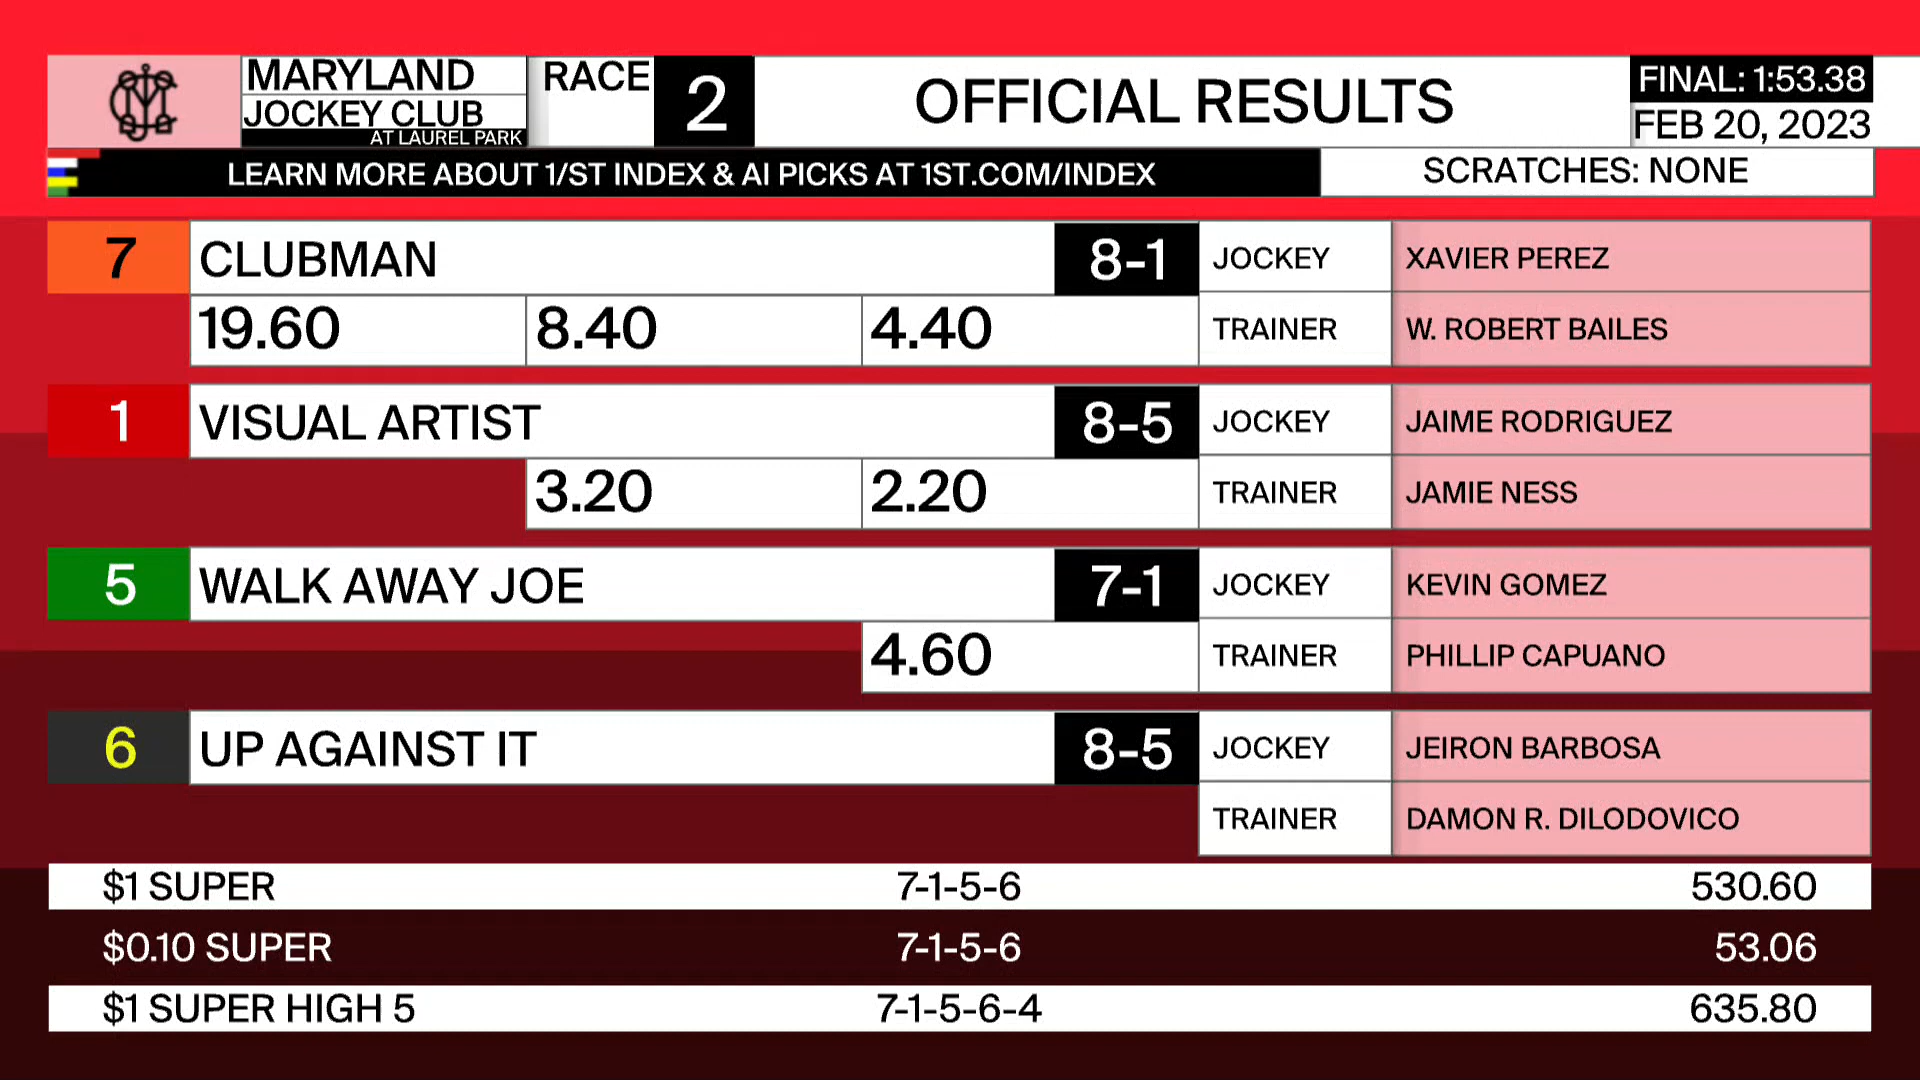 MARYLAND
JOCKEY CLUB
AT LAUREL PARK
RACE 2
OFFICIAL RESULTS
FINAL: 1:53.38
FEB 20, 2023
LEARN MORE ABOUT 1/ST INDEX & AI PICKS AT 1ST.COM/INDEX
SCRATCHES: NONE
7 CLUBMAN 8-1 JOCKEY XAVIER PEREZ
19.60 8.40 4.40 TRAINER W. ROBERT BAILES
1 VISUAL ARTIST 8-5 JOCKEY JAIME RODRIGUEZ
3.20 2.20 TRAINER JAMIE NESS
5 WALK AWAY JOE 7-1 JOCKEY KEVIN GOMEZ
4.60 TRAINER PHILLIP CAPUANO
6 UP AGAINST IT 8-5 JOCKEY JEIRON BARBOSA
TRAINER DAMON R. DILODOVICO
$1 SUPER 7-1-5-6 530.60
$0.10 SUPER 7-1-5-6 53.06
$1 SUPER HIGH 5 7-1-5-6-4 635.80